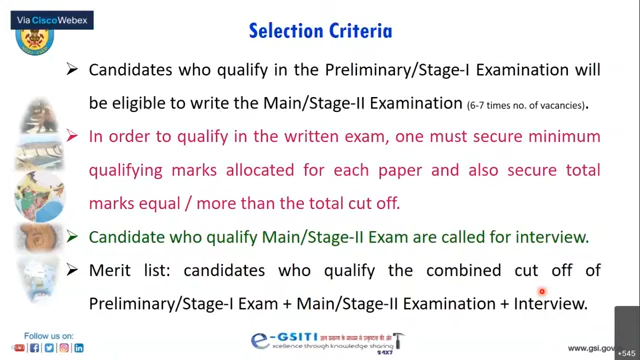 Via Cisco Webex
Selection Criteria
Candidates who qualify in the Preliminary/Stage-I Examination will
be eligible to write the Main/Stage-II Examination (6-7 times no. of vacancies).
In order to qualify in the written exam, one must secure minimum
qualifying marks allocated for each paper and also secure total
marks equal / more than the total cut off.
Candidate who qualify Main/Stage-II Exam are called for interview.
Merit list: candidates who qualify the combined cut off of
Preliminary/Stage-I Exam + Main/Stage-II Examination + Interview.
Follow us on:
e-GSITI
excellence through knowledge sharing
24X7
www.gsi.gov
+545